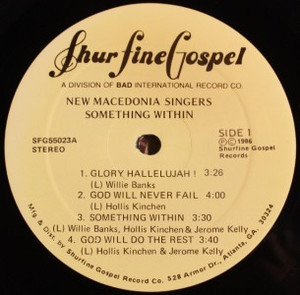 Shurfine Gospel
A DIVISION OF BAD INTERNATIONAL RECORD CO.
NEW MACEDONIA SINGERS
SOMETHING WITHIN
SFG55023A
STEREO
SIDE 1
Ⓟ© 1986
Shurfine Gospel
Records
1. GLORY HALLELUJAH ! 3:26
(L) Willie Banks
2. GOD WILL NEVER FAIL 4:00
(L) Hollis Kinchen
3. SOMETHING WITHIN 3:30
(L) Willie Banks, Hollis Kinchen & Jerome Kelly
4. GOD WILL DO THE REST 3:40
(L) Hollis Kinchen & Jerome Kelly
Mfg. & Dist. by Shurfine Gospel Record Co. 528 Armor Dr., Atlanta, GA. 30324